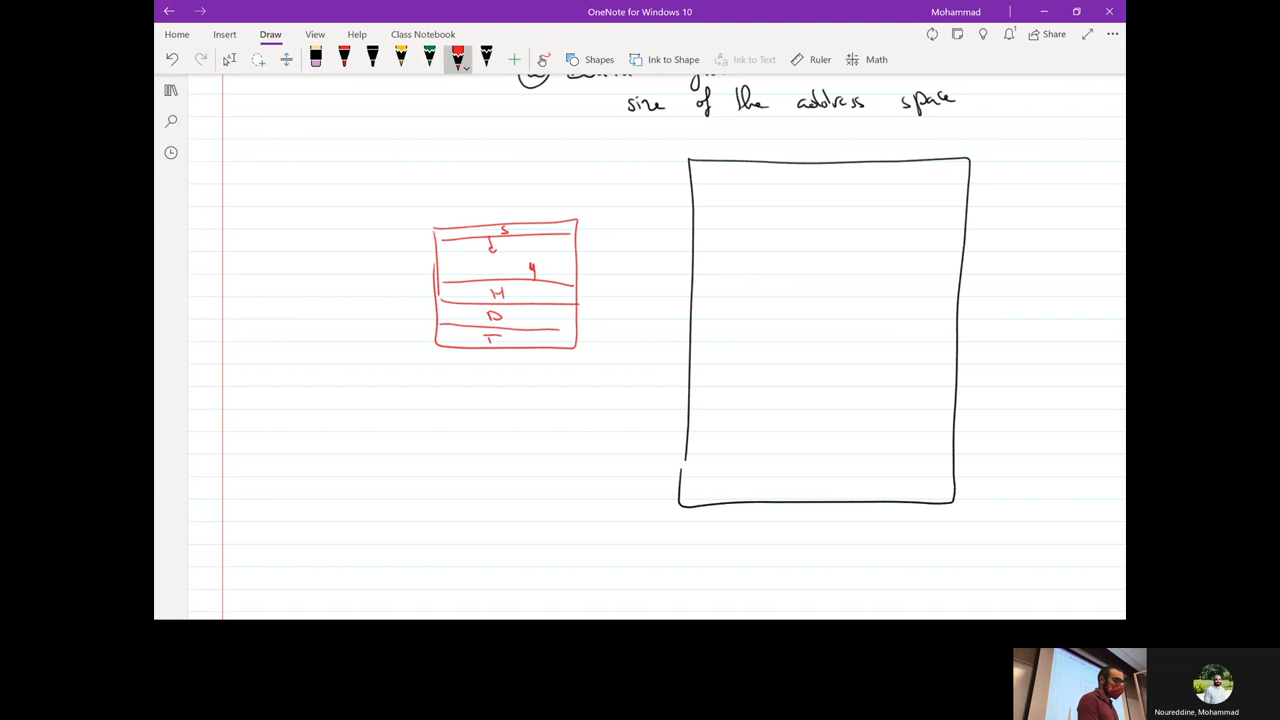 OneNote for Windows 10
Mohammad
Home Insert Draw View Help Class Notebook
Share
Shapes Ink to Shape Ink to Text Ruler Math
size of the address space
S
H
D
T
Noureddine, Mohammad